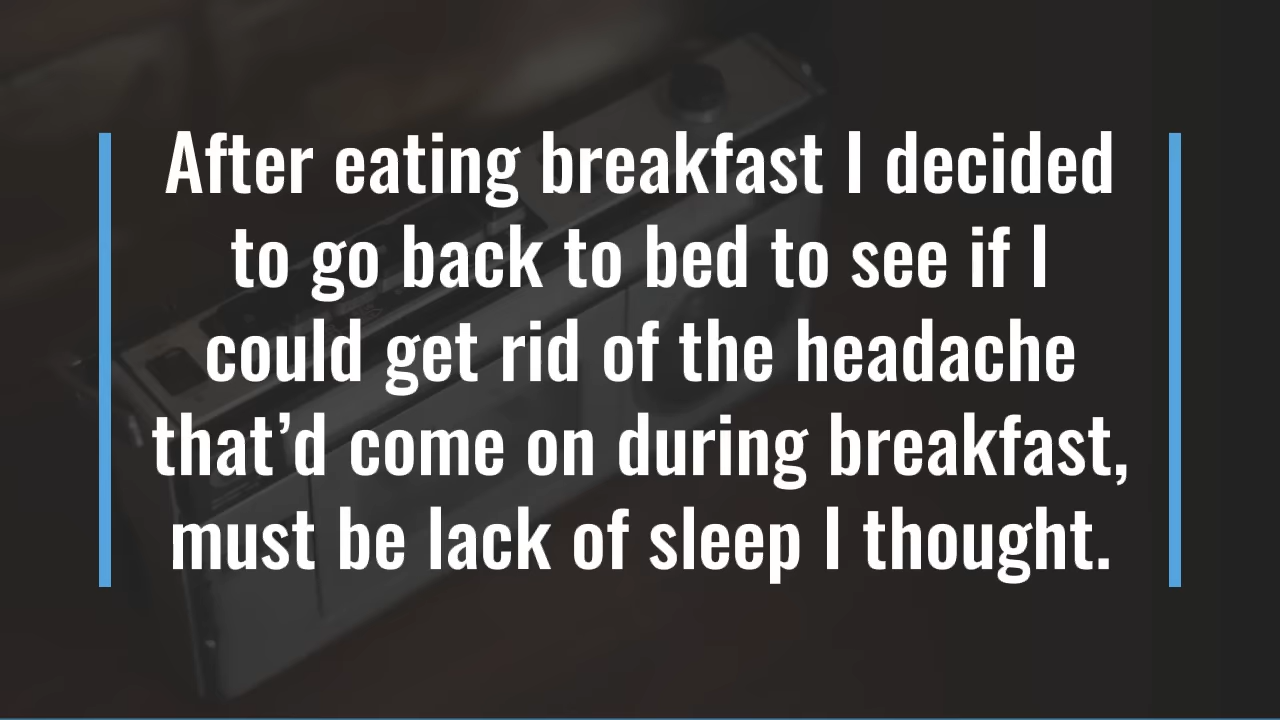 After eating breakfast I decided
to go back to bed to see if I
could get rid of the headache
that’d come on during breakfast,
must be lack of sleep I thought.